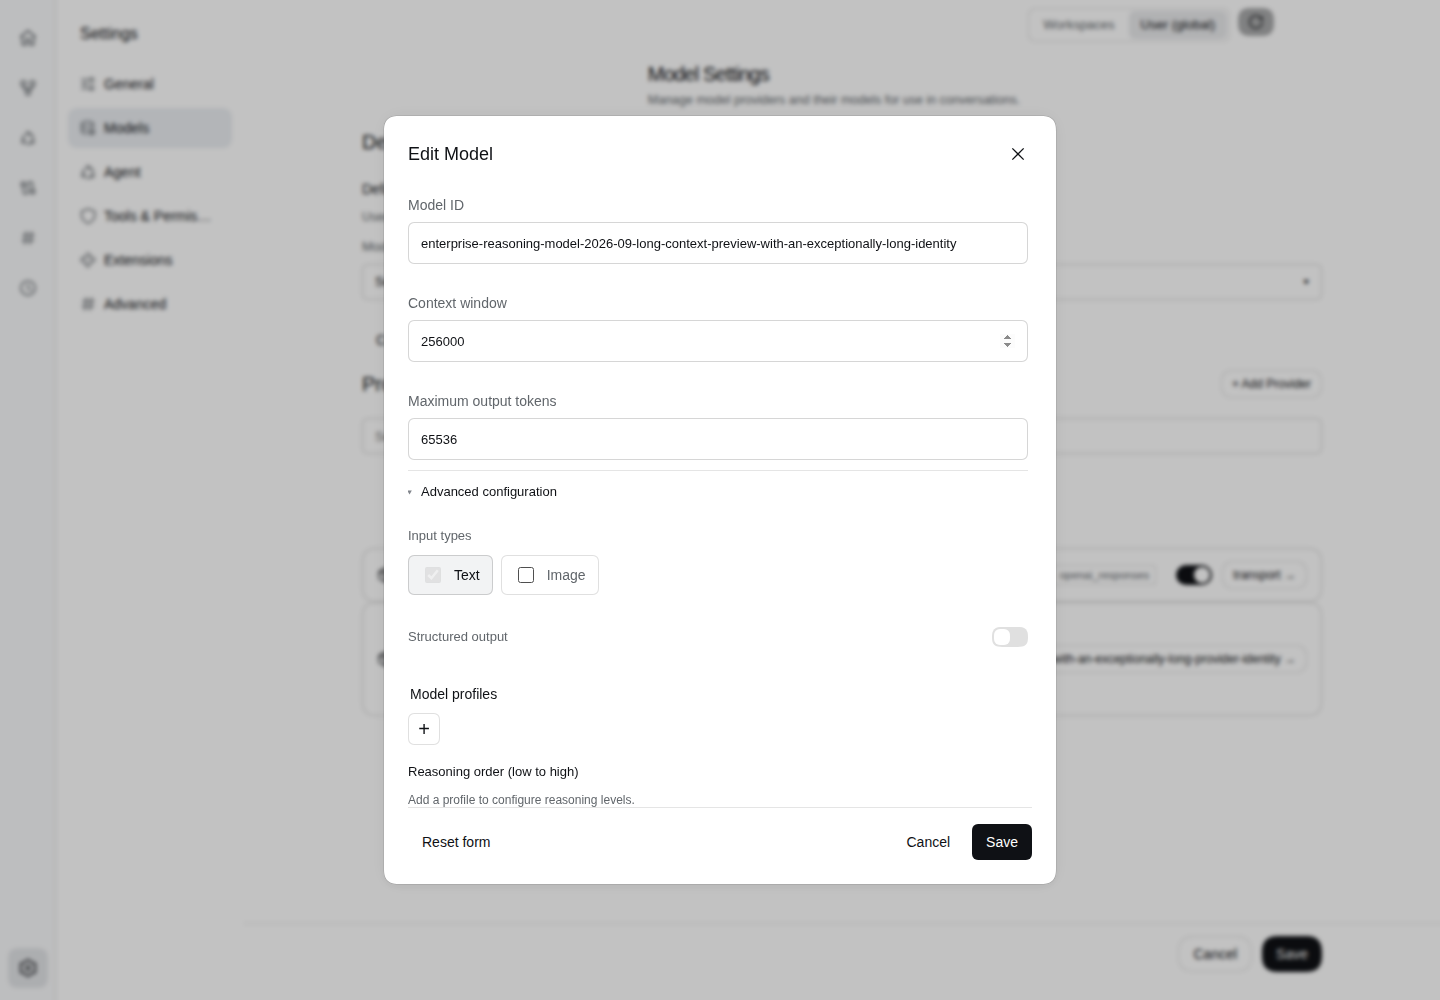 Settings
Workspaces
User (global)
General
Models
Agent
Tools & Permis...
Extensions
Advanced
Model Settings
Manage model providers and their models for use in conversations.
+ Add Provider
openai_responses
transport
with-an-exceptionally-long-provider-identity
Edit Model
Model ID
enterprise-reasoning-model-2026-09-long-context-preview-with-an-exceptionally-long-identity
Context window
256000
Maximum output tokens
65536
Advanced configuration
Input types
Text
Image
Structured output
Model profiles
+
Reasoning order (low to high)
Add a profile to configure reasoning levels.
Reset form
Cancel
Save
Cancel
Save